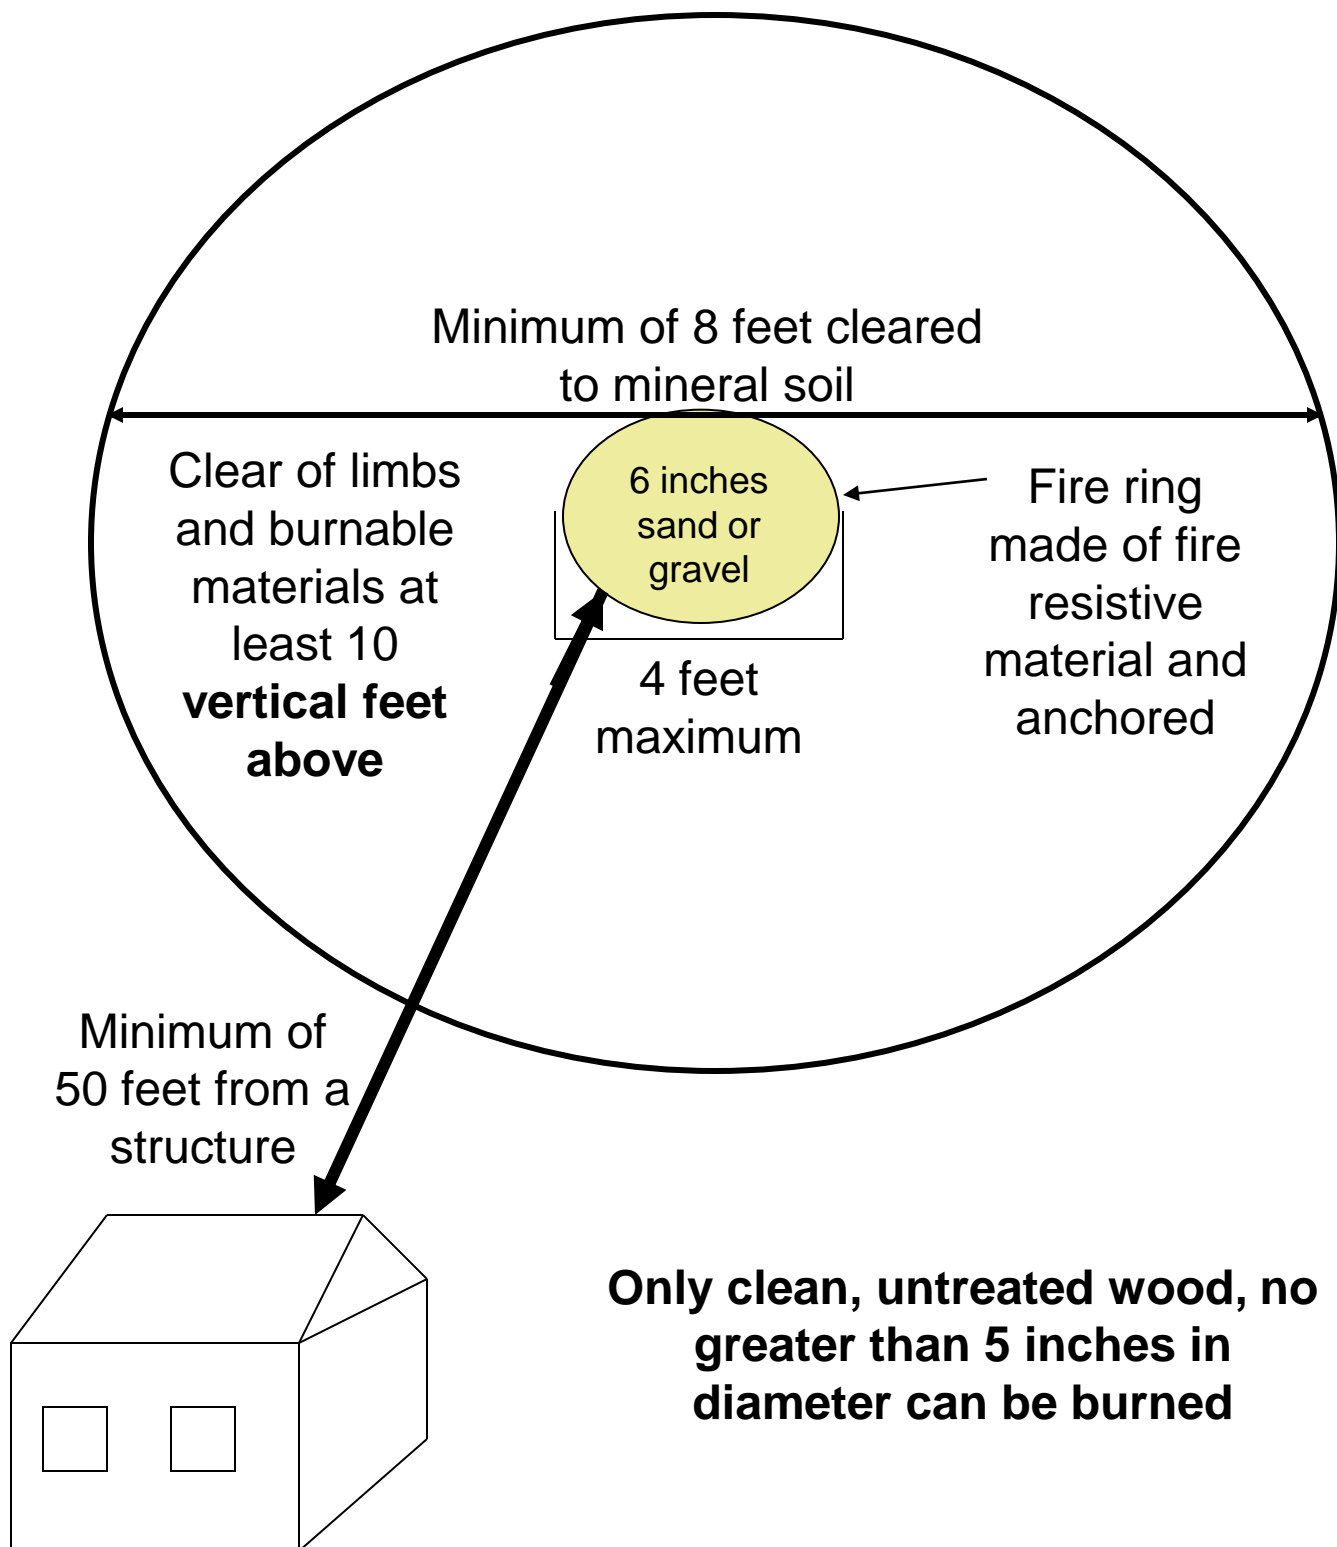 Minimum of 8 feet cleared
to mineral soil
Clear of limbs
and burnable
materials at
least 10
vertical feet
above
6 inches
sand or
gravel
Fire ring
made of fire
resistive
material and
anchored
4 feet
maximum
Minimum of
50 feet from a
structure
Only clean, untreated wood, no
greater than 5 inches in
diameter can be burned